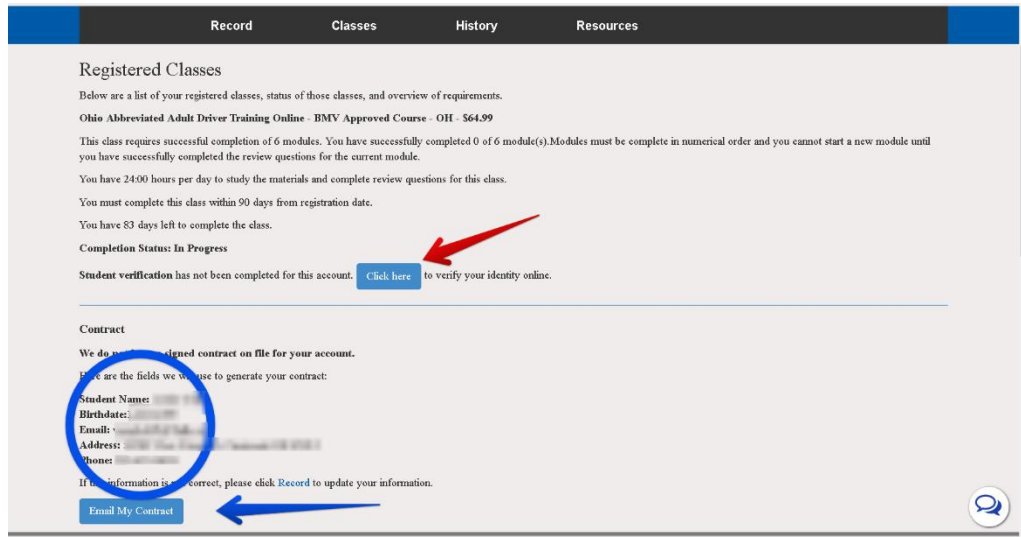 Record Classes History Resources
Registered Classes
Below are a list of your registered classes, status of those classes, and overview of requirements.
Ohio Abbreviated Adult Driver Training Online - BMV Approved Course - OH - $64.99
This class requires successful completion of 6 modules. You have successfully completed 0 of 6 module(s).Modules must be complete in numerical order and you cannot start a new module until
you have successfully completed the review questions for the current module.
You have 24:00 hours per day to study the materials and complete review questions for this class.
You must complete this class within 90 days from registration date.
You have 83 days left to complete the class.
Completion Status: In Progress
Student verification has not been completed for this account. Click here to verify your identity online.
Contract
We do signed contract on file for your account.
are the fields we use to generate your contract:
Student Name:
Birthdate:
Email:
Address:
Phone:
If information is correct, please click Record to update your information.
Email My Contract